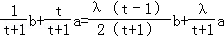 1/(t+1) b + t/(t+1) a = λ（t－1）/2（t+1） b + λ/(t+1) a